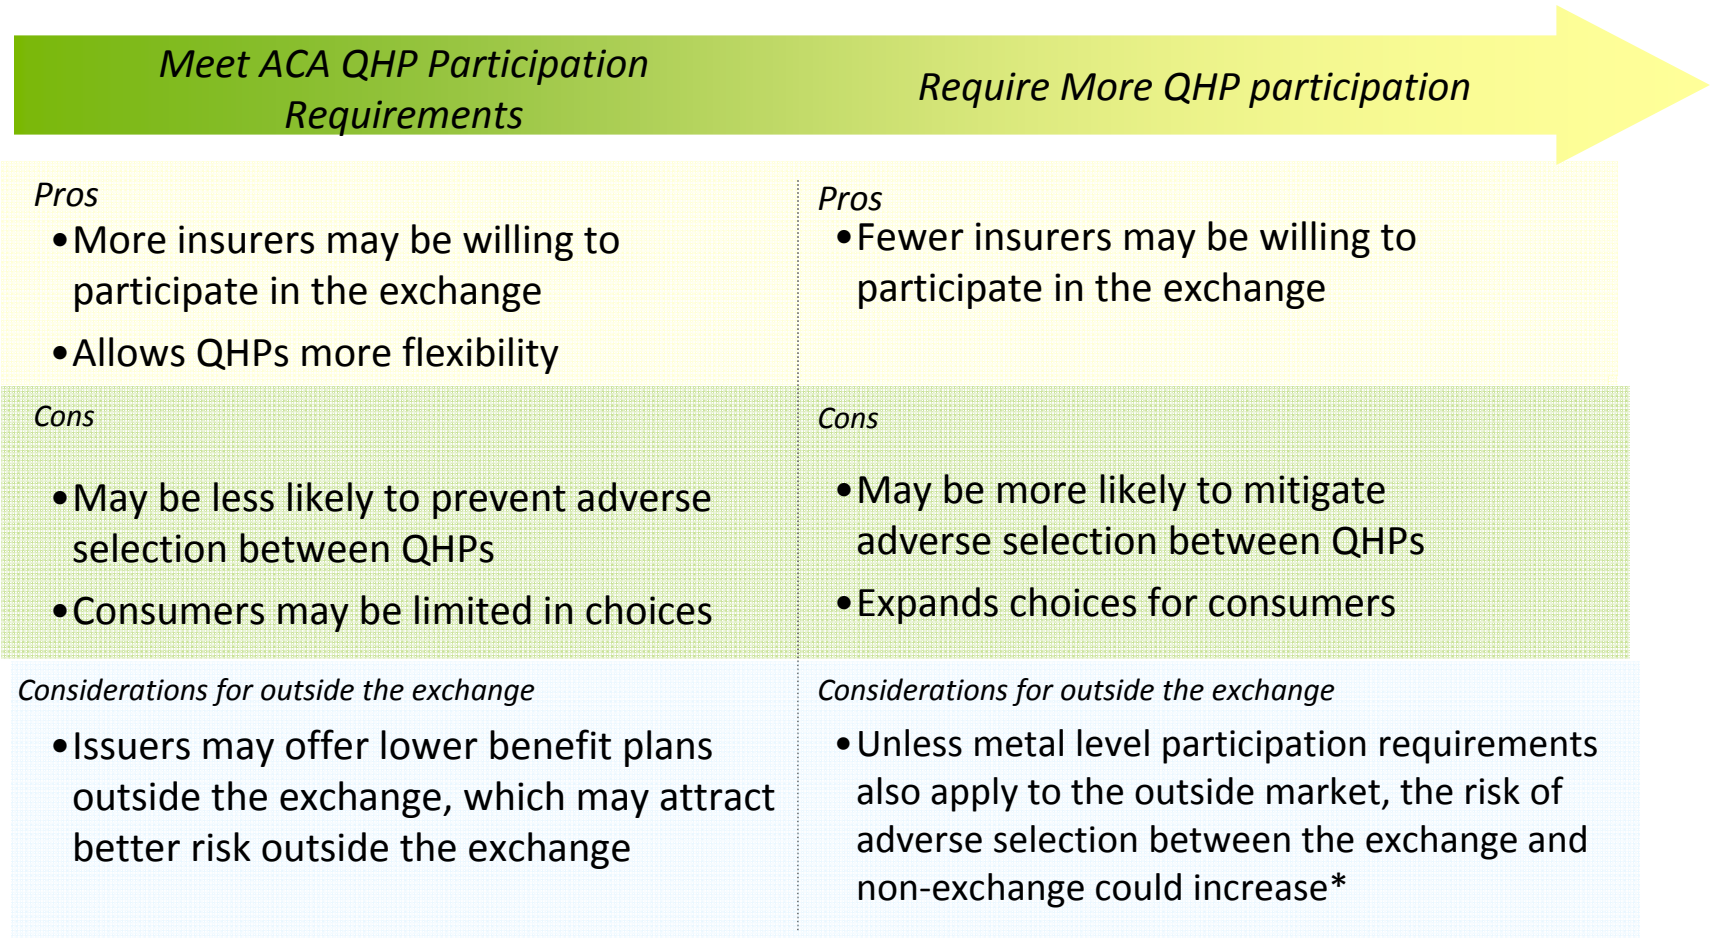 Meet ACA QHP Participation
Requirements
Require More QHP participation
Pros
•More insurers may be willing to
participate in the exchange
•Allows QHPs more flexibility
Pros
•Fewer insurers may be willing to
participate in the exchange
Cons
•May be less likely to prevent adverse
selection between QHPs
•Consumers may be limited in choices
Cons
•May be more likely to mitigate
adverse selection between QHPs
•Expands choices for consumers
Considerations for outside the exchange
•Issuers may offer lower benefit plans
outside the exchange, which may attract
better risk outside the exchange
Considerations for outside the exchange
•Unless metal level participation requirements
also apply to the outside market, the risk of
adverse selection between the exchange and
non-exchange could increase*